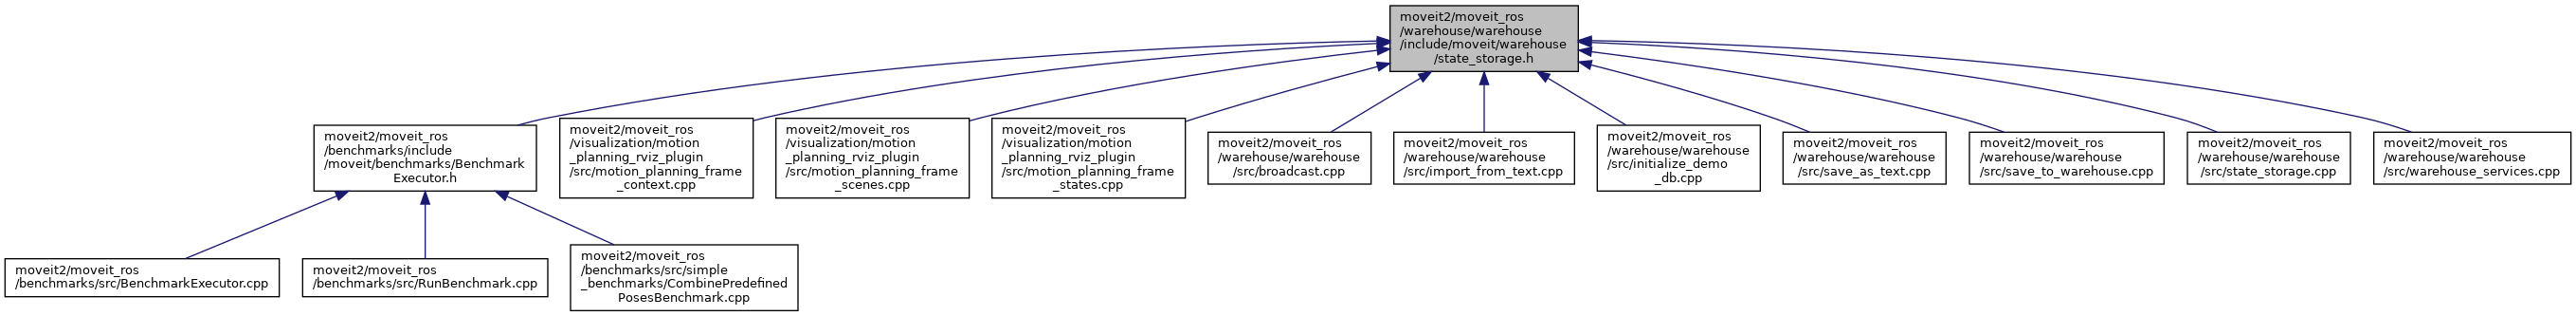 moveit2/moveit_ros
/warehouse/warehouse
/include/moveit/warehouse
/state_storage.h
moveit2/moveit_ros
/benchmarks/include
/moveit/benchmarks/Benchmark
Executor.h
moveit2/moveit_ros
/visualization/motion
_planning_rviz_plugin
/src/motion_planning_frame
_context.cpp
moveit2/moveit_ros
/visualization/motion
_planning_rviz_plugin
/src/motion_planning_frame
_scenes.cpp
moveit2/moveit_ros
/visualization/motion
_planning_rviz_plugin
/src/motion_planning_frame
_states.cpp
moveit2/moveit_ros
/warehouse/warehouse
/src/broadcast.cpp
moveit2/moveit_ros
/warehouse/warehouse
/src/import_from_text.cpp
moveit2/moveit_ros
/warehouse/warehouse
/src/initialize_demo
_db.cpp
moveit2/moveit_ros
/warehouse/warehouse
/src/save_as_text.cpp
moveit2/moveit_ros
/warehouse/warehouse
/src/save_to_warehouse.cpp
moveit2/moveit_ros
/warehouse/warehouse
/src/state_storage.cpp
moveit2/moveit_ros
/warehouse/warehouse
/src/warehouse_services.cpp
moveit2/moveit_ros
/benchmarks/src/BenchmarkExecutor.cpp
moveit2/moveit_ros
/benchmarks/src/RunBenchmark.cpp
moveit2/moveit_ros
/benchmarks/src/simple
_benchmarks/CombinePredefined
PosesBenchmark.cpp